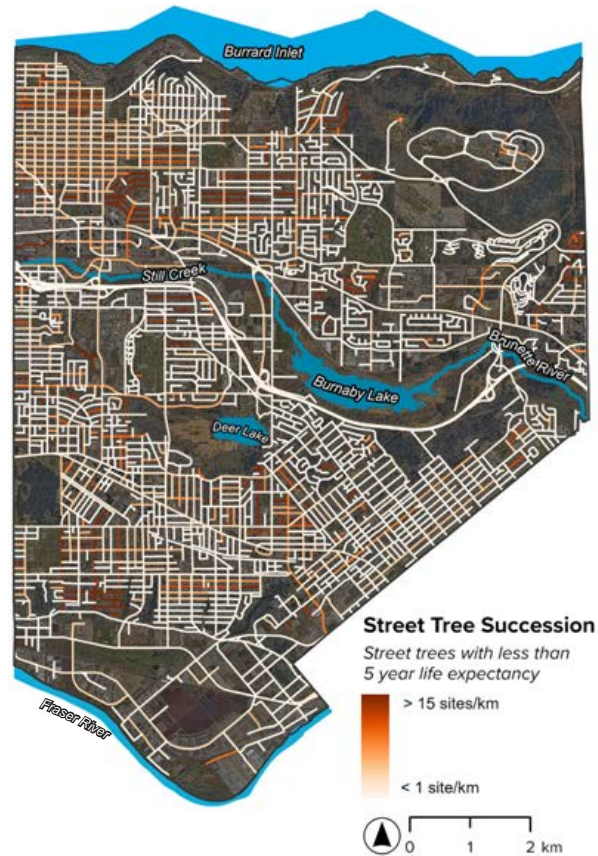 Burrard Inlet
Still Creek
Brunette River
Burnaby Lake
Deer Lake
Street Tree Succession
Street trees with less than
5 year life expectancy
> 15 sites/km
< 1 site/km
Fraser River
0 1 2 km